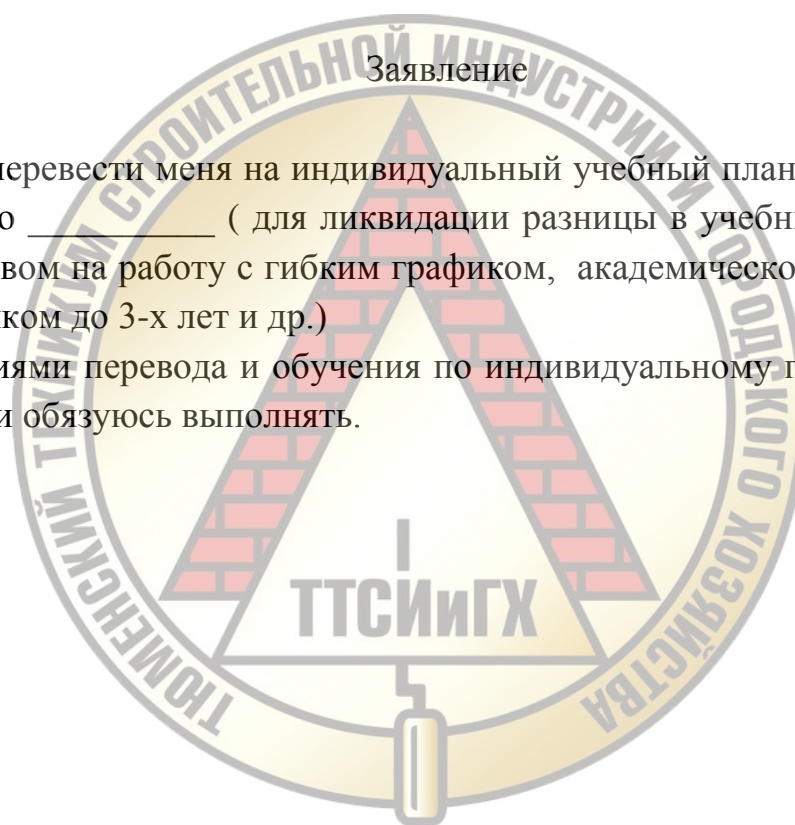 Заявление
перевести меня на индивидуальный учебный план
о __________ ( для ликвидации разницы в учебн
вом на работу с гибким графиком, академическо
ком до 3-х лет и др.)
иями перевода и обучения по индивидуальному п
и обязуюсь выполнять.
ТЮМЕНСКИЙ ТЕХНИКУМ СТРОИТЕЛЬНОЙ ИНДУСТРИИ И ГОРОДСКОГО ХОЗЯЙСТВА
ТТСИиГХ